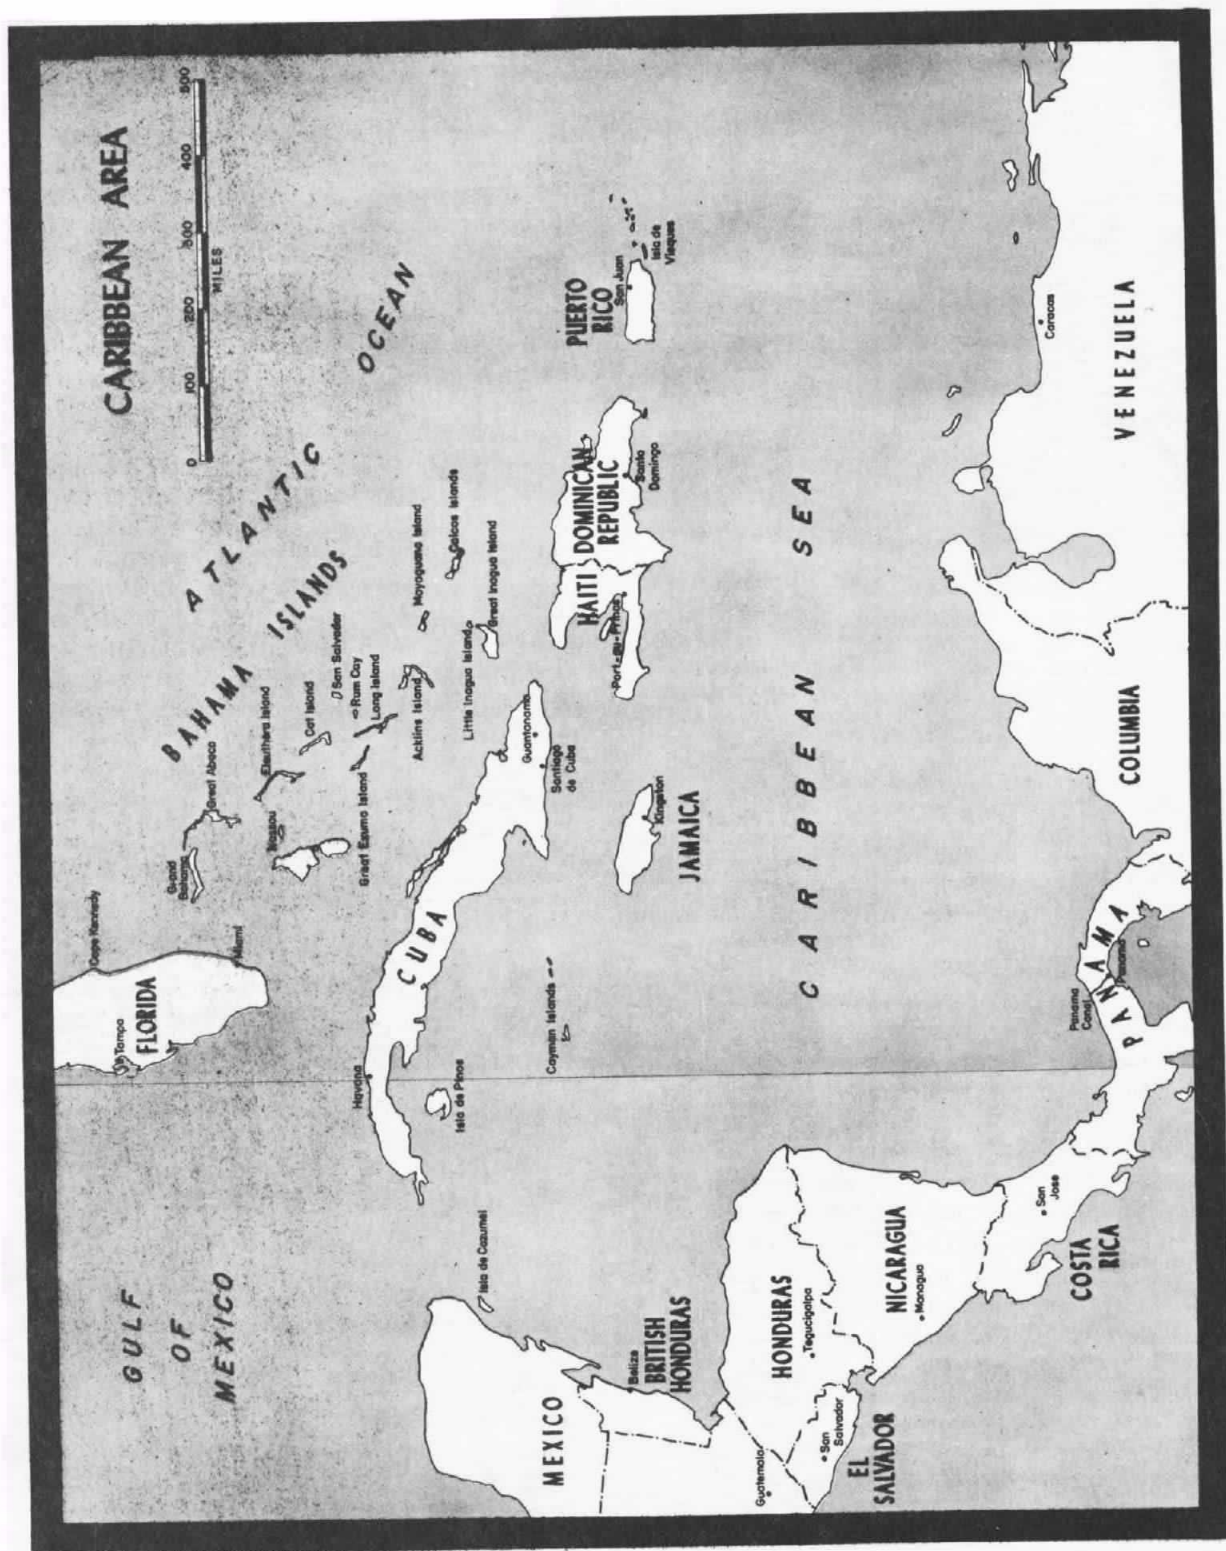 CARIBBEAN AREA
0 100 200 300 400 500
MILES
GULF
OF
MEXICO
ATLANTIC
OCEAN
Tampa
FLORIDA
Cape Kennedy
Miami
BAHAMA
ISLANDS
Grand
Bahama
Great Abaco
Nassau
Eleuthera Island
Cat Island
San Salvador
Rum Cay
Long Island
Great Exuma Island
Acklins Island
Mayaguana Island
Caicos Islands
Little Inagua Island
Great Inagua Island
Havana
CUBA
Isla de Pinos
Guantanamo
Santiago
de Cuba
Cayman Islands
Isla de Cozumel
HAITI
Port-au-Prince
DOMINICAN
REPUBLIC
Santo
Domingo
PUERTO
RICO
San Juan
Isla de
Vieques
Kingston
JAMAICA
CARIBBEAN SEA
MEXICO
Belize
BRITISH
HONDURAS
Guatemala
HONDURAS
Tegucigalpa
San
Salvador
EL
SALVADOR
NICARAGUA
Managua
San
Jose
COSTA
RICA
Panama
Canal
PANAMA
Panama
COLUMBIA
Caracas
VENEZUELA